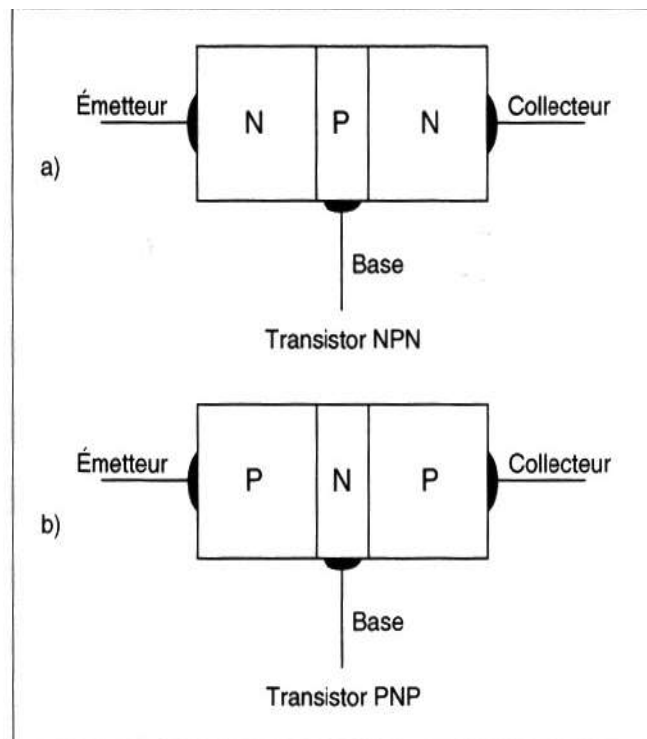 Émetteur
N
P
N
Collecteur
a)
Base
Transistor NPN
Émetteur
P
N
P
Collecteur
b)
Base
Transistor PNP